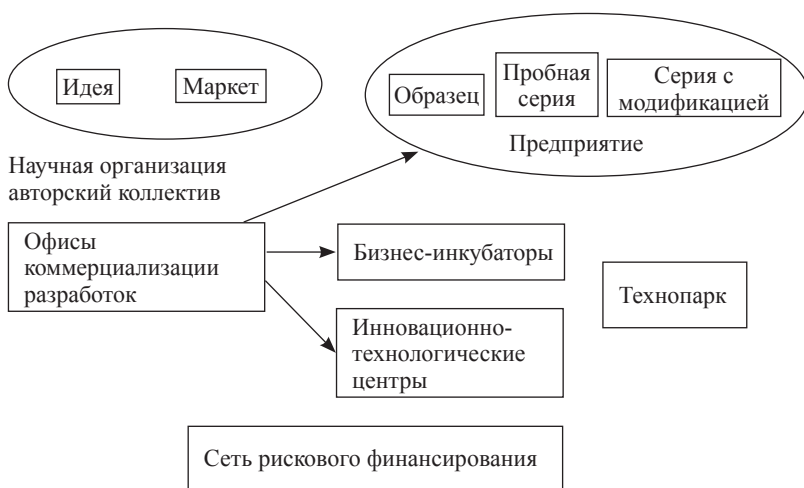 Идея
Маркет
Образец
Пробная
серия
Серия с
модификацией
Предприятие
Научная организация
авторский коллектив
Офисы
коммерциализации
разработок
Бизнес-инкубаторы
Технопарк
Инновационно-
технологические
центры
Сеть рискового финансирования